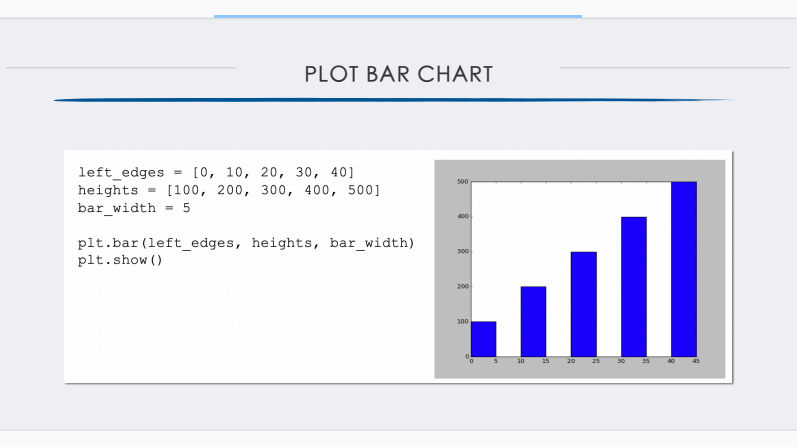 PLOT BAR CHART
left_edges = [0, 10, 20, 30, 40]
heights = [100, 200, 300, 400, 500]
bar_width = 5
plt.bar(left_edges, heights, bar_width)
plt.show()
500
400
300
200
100
0
0 5 10 15 20 25 30 35 40 45